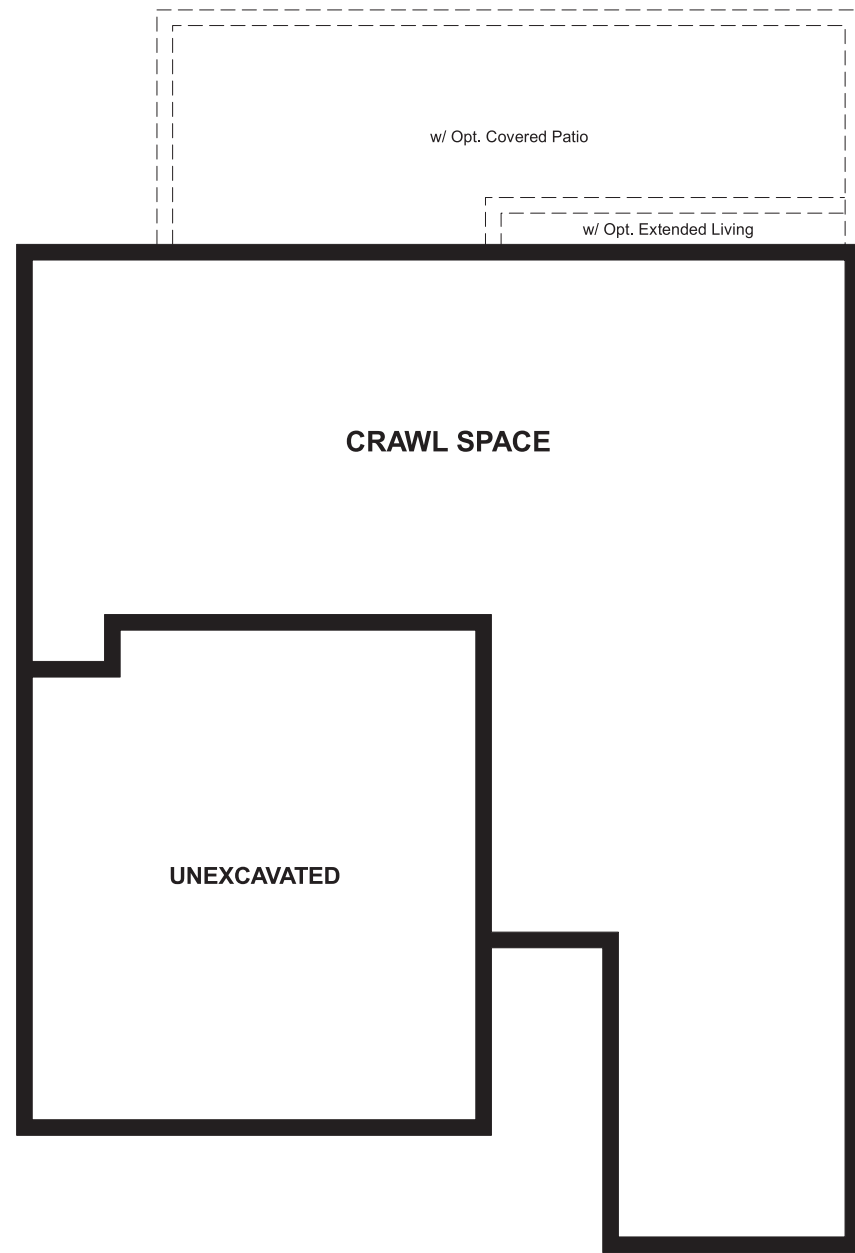 w/ Opt. Covered Patio
w/ Opt. Extended Living
CRAWL SPACE
UNEXCAVATED